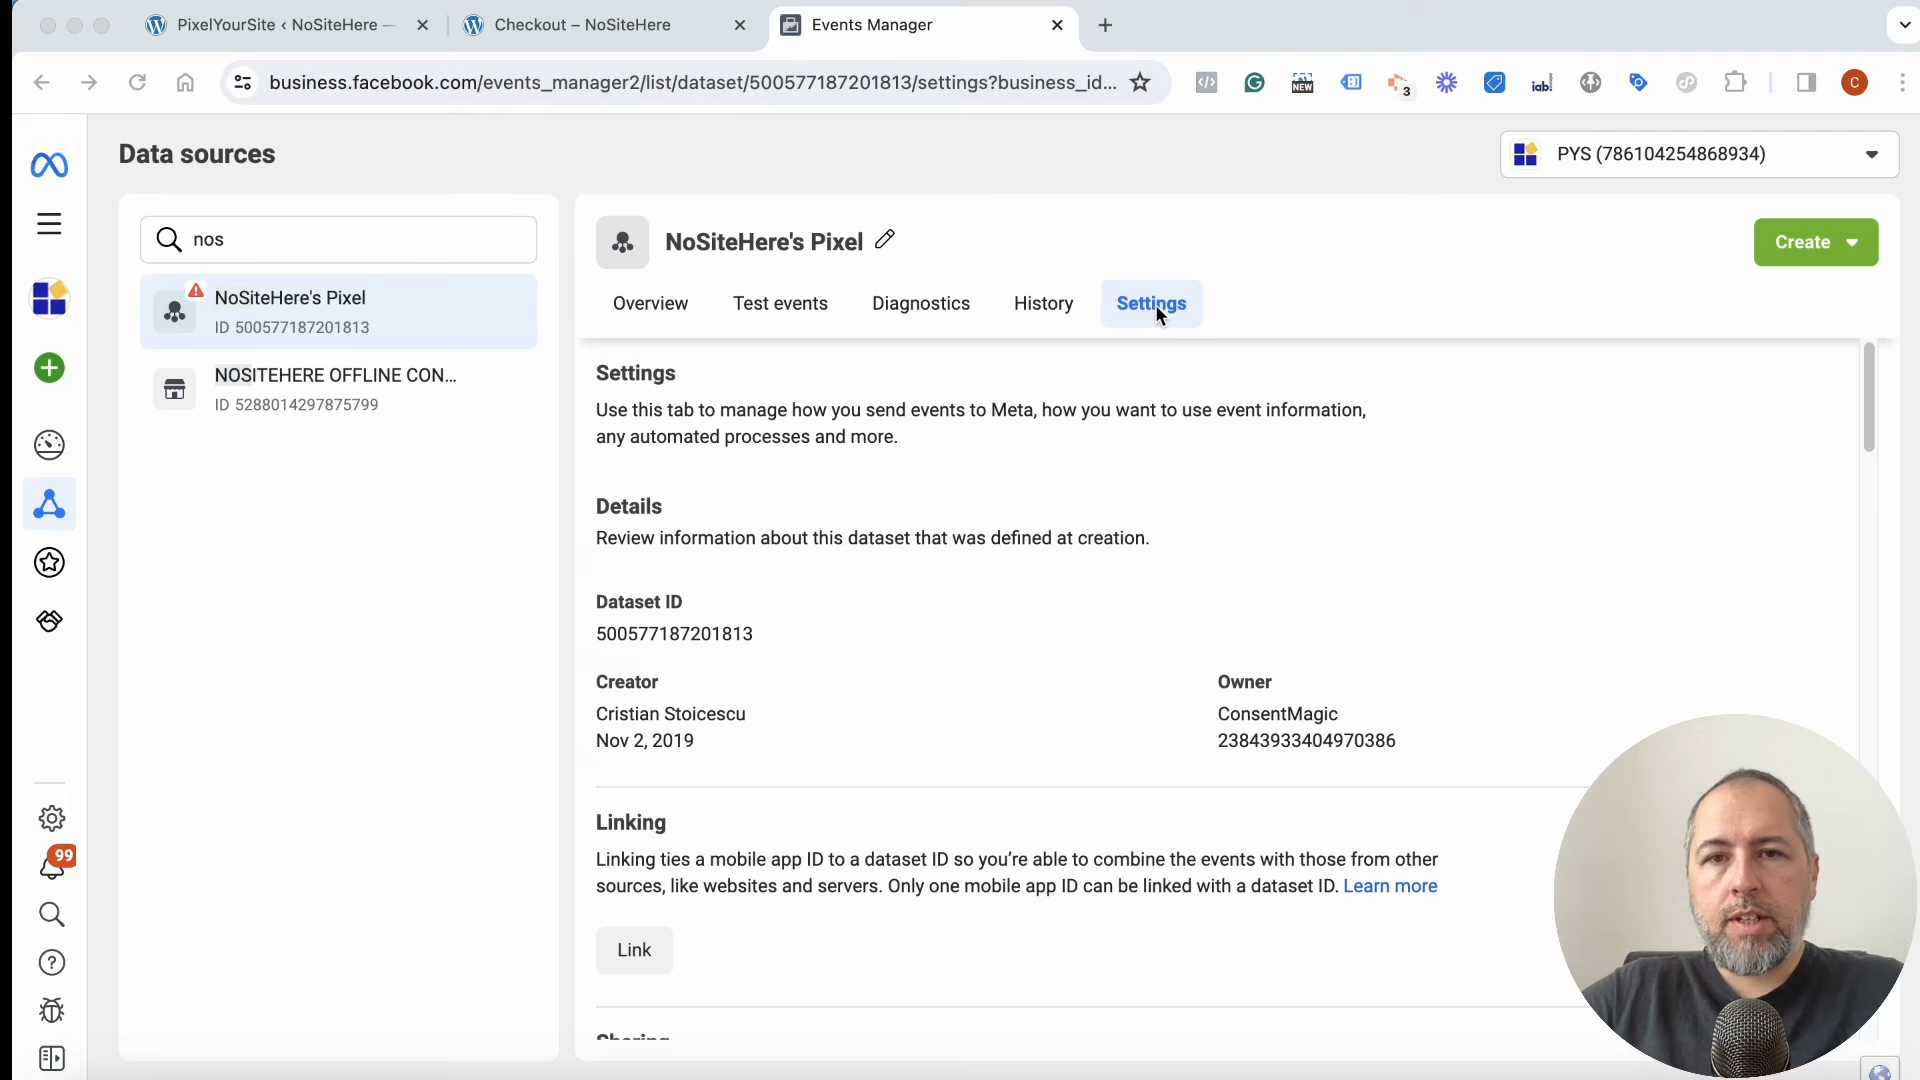 PixelYourSite ‹ NoSiteHere —
Checkout – NoSiteHere
Events Manager
business.facebook.com/events_manager2/list/dataset/500577187201813/settings?business_id...
NEW
3
iab!
C
Data sources
PYS (786104254868934)
nos
NoSiteHere's Pixel
Create
NoSiteHere's Pixel
ID 500577187201813
Overview
Test events
Diagnostics
History
Settings
NOSITEHERE OFFLINE CON...
ID 5288014297875799
Settings
Use this tab to manage how you send events to Meta, how you want to use event information,
any automated processes and more.
Details
Review information about this dataset that was defined at creation.
Dataset ID
500577187201813
Creator
Owner
Cristian Stoicescu
ConsentMagic
Nov 2, 2019
23843933404970386
Linking
99
Linking ties a mobile app ID to a dataset ID so you’re able to combine the events with those from other
sources, like websites and servers. Only one mobile app ID can be linked with a dataset ID. Learn more
Link
Sharing